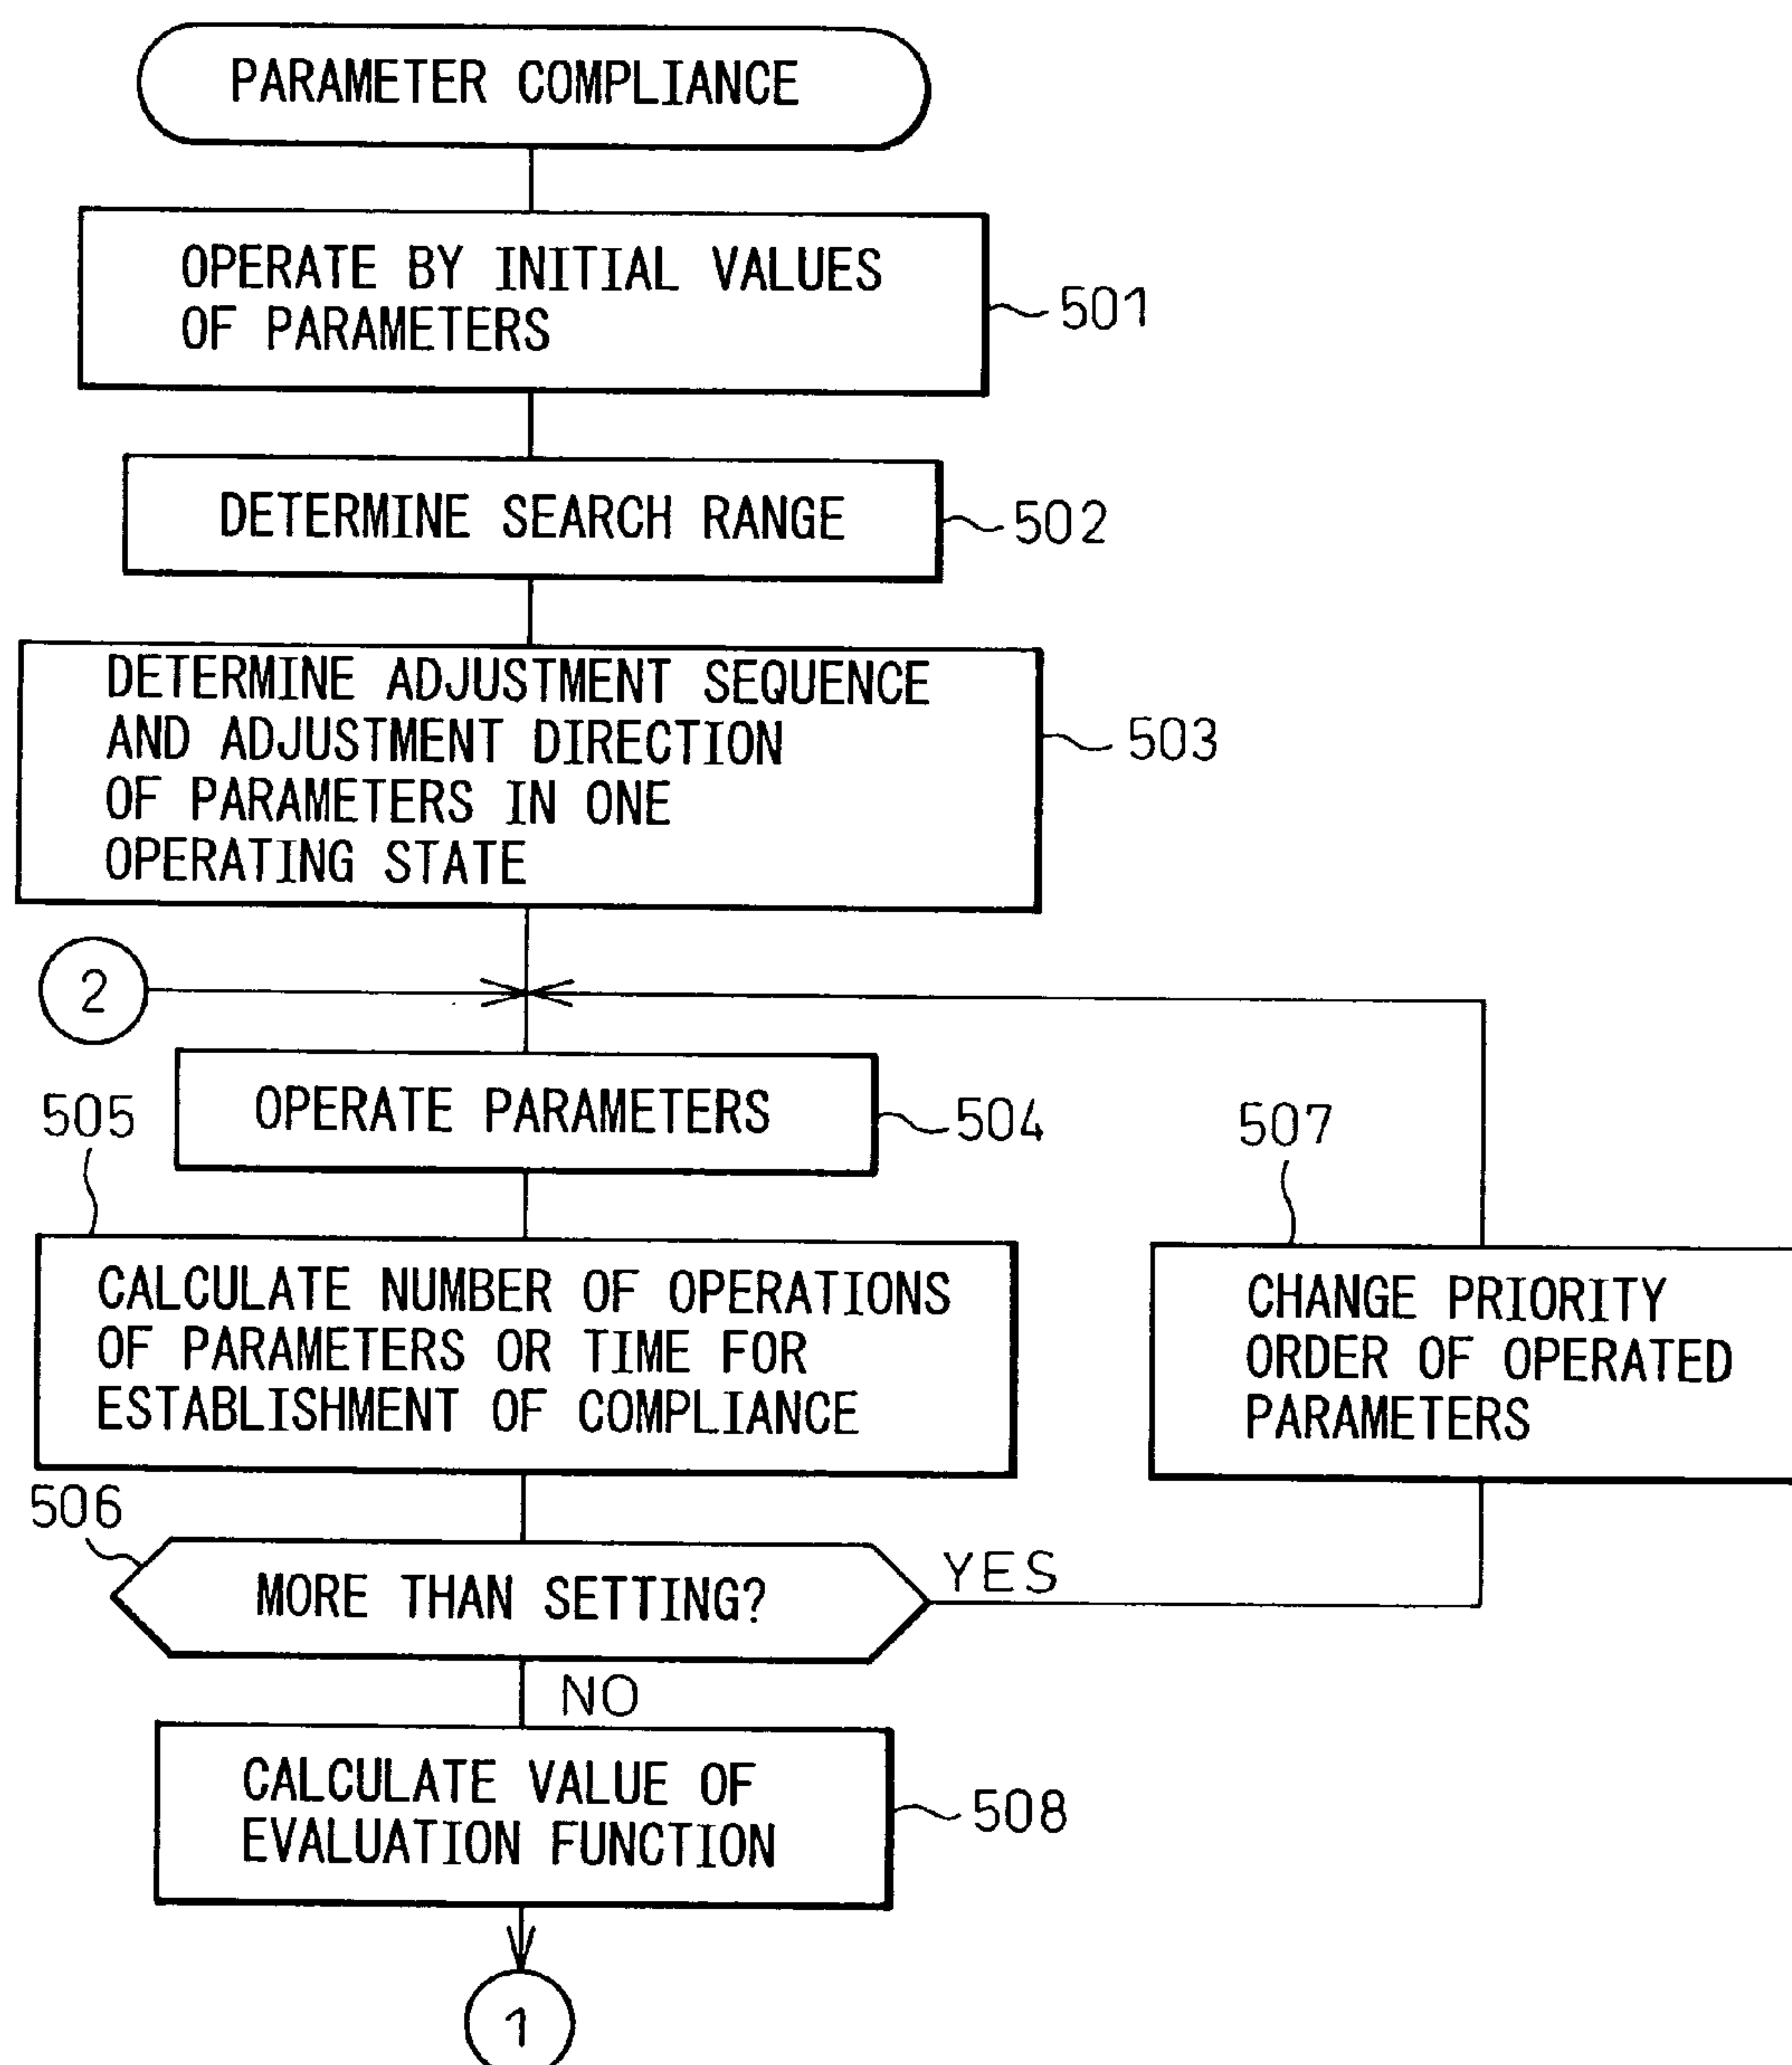 PARAMETER COMPLIANCE
OPERATE BY INITIAL VALUES
OF PARAMETERS
501
DETERMINE SEARCH RANGE
502
DETERMINE ADJUSTMENT SEQUENCE
AND ADJUSTMENT DIRECTION
OF PARAMETERS IN ONE
OPERATING STATE
503
2
OPERATE PARAMETERS
504
505
CALCULATE NUMBER OF OPERATIONS
OF PARAMETERS OR TIME FOR
ESTABLISHMENT OF COMPLIANCE
507
CHANGE PRIORITY
ORDER OF OPERATED
PARAMETERS
506
MORE THAN SETTING?
YES
NO
CALCULATE VALUE OF
EVALUATION FUNCTION
508
1